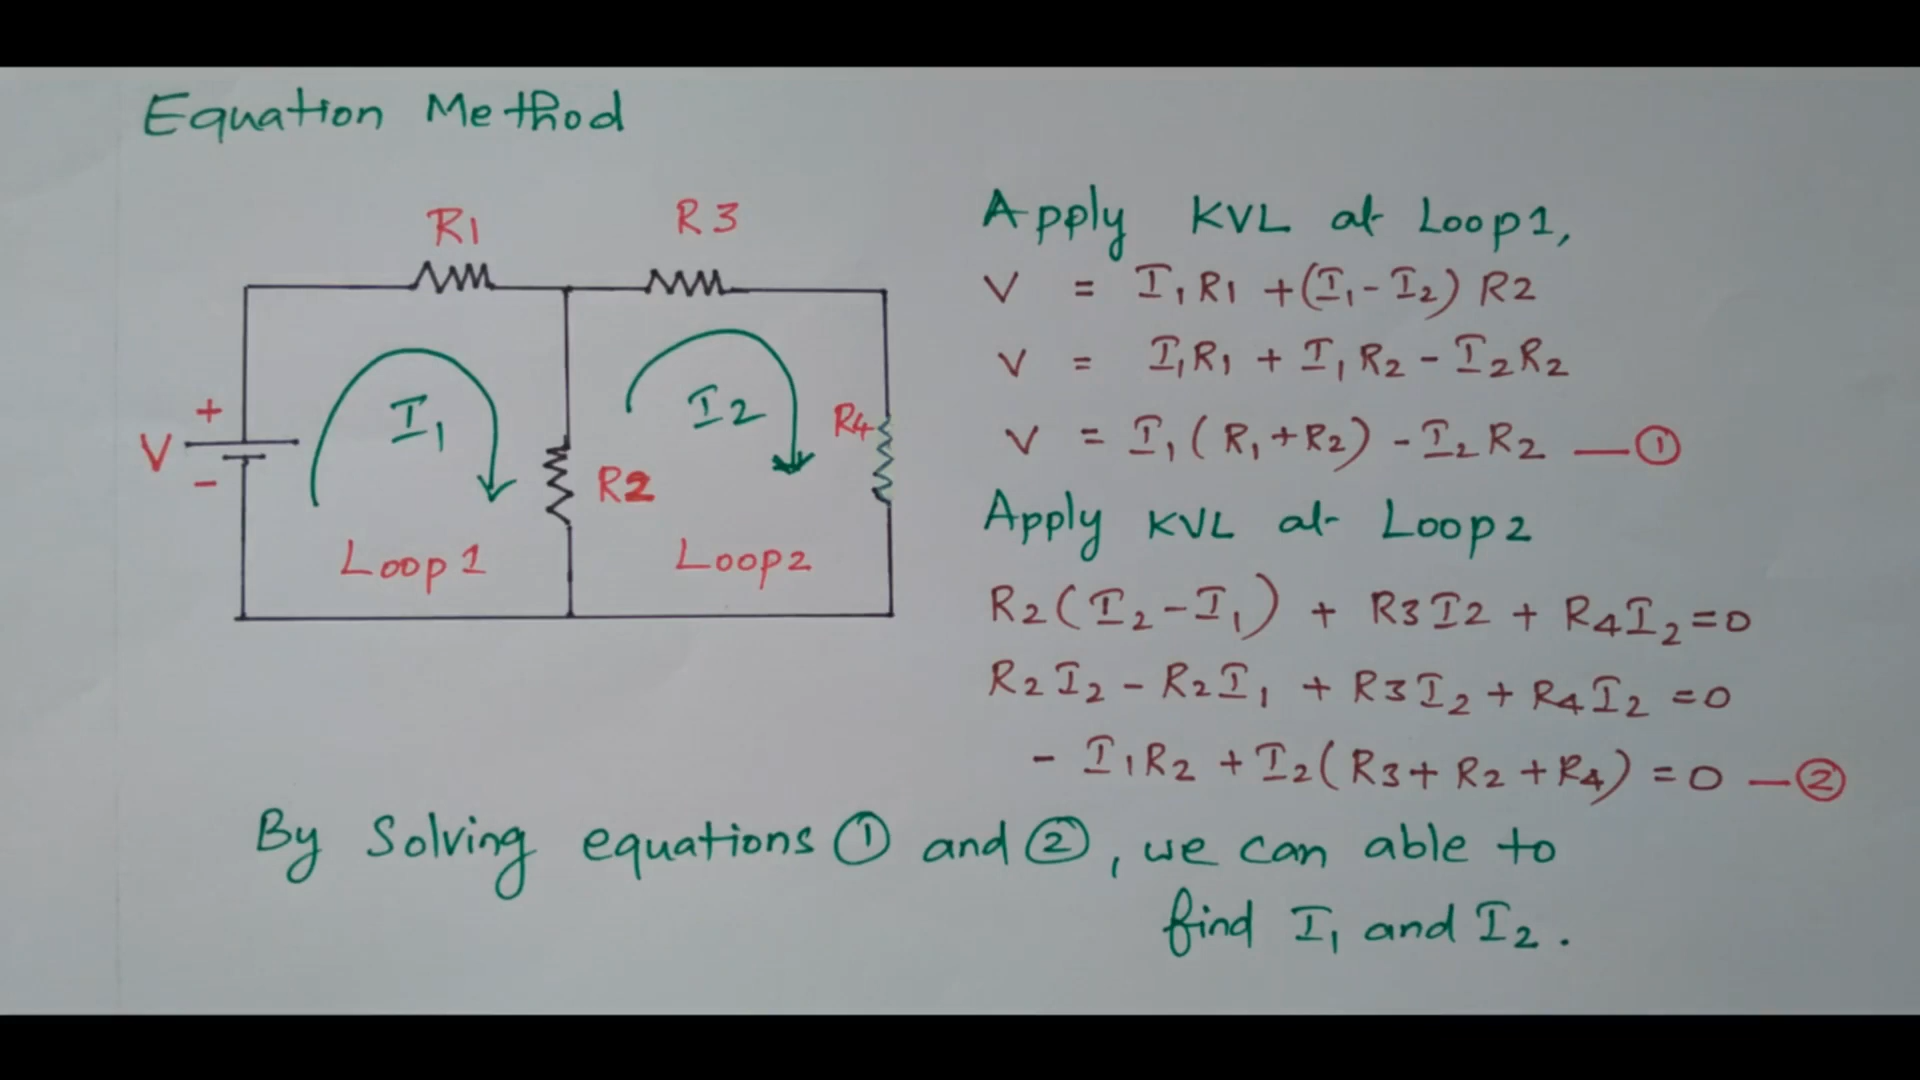 Equation Method
R1
R3
+
V
-
I1
I2
R4
R2
Loop1
Loop2
Apply KVL at Loop1,
V = I1R1 + (I1 - I2) R2
V = I1R1 + I1R2 - I2R2
V = I1(R1+R2) - I2R2 — ①
Apply KVL at Loop2
R2(I2-I1) + R3I2 + R4I2 = 0
R2I2 - R2I1 + R3I2 + R4I2 = 0
- I1R2 + I2(R3+R2+R4) = 0 — ②
By Solving equations ① and ②, we can able to
find I1 and I2.